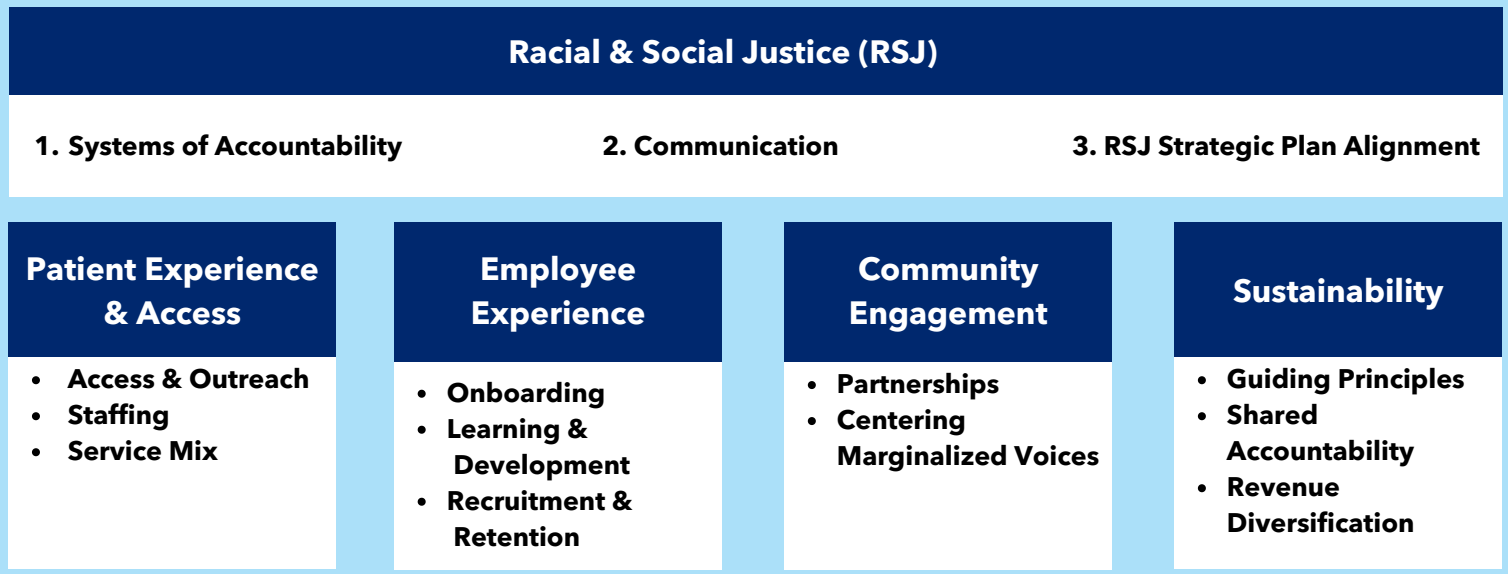 Racial & Social Justice (RSJ)
1. Systems of Accountability
2. Communication
3. RSJ Strategic Plan Alignment
Patient Experience
& Access
• Access & Outreach
• Staffing
• Service Mix
Employee
Experience
• Onboarding
• Learning &
Development
• Recruitment &
Retention
Community
Engagement
• Partnerships
• Centering
Marginalized Voices
Sustainability
• Guiding Principles
• Shared
Accountability
• Revenue
Diversification